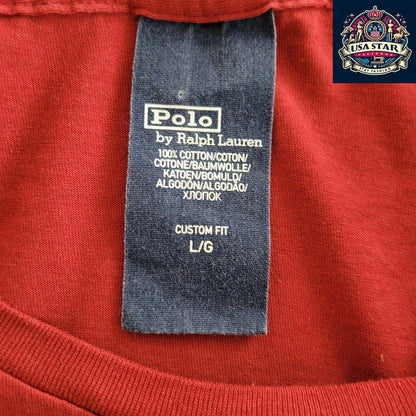 USA STAR
Polo
by Ralph Lauren
100% COTTON/COTON/
COTONE/BAUMWOLLE/
KATOEN/BOMULD/
ALGODÓN/ALGODÃO/
ХЛОПОК
CUSTOM FIT
L/G